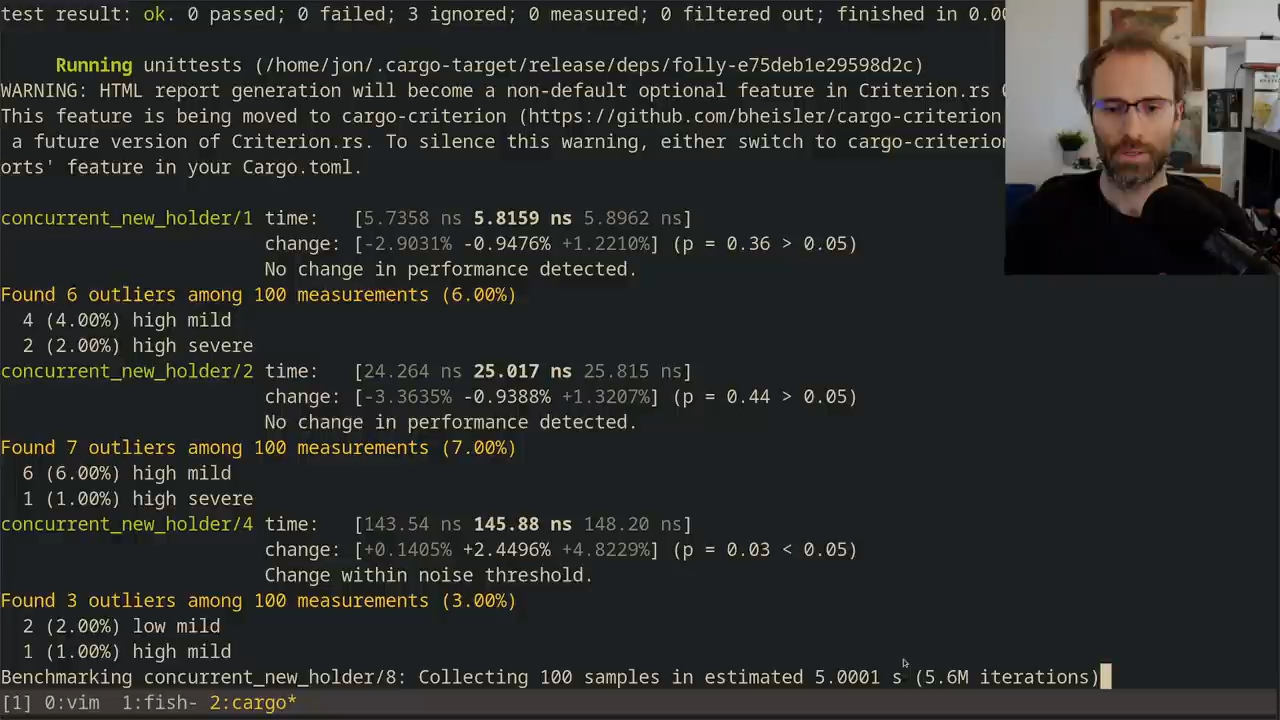 test result: ok. 0 passed; 0 failed; 3 ignored; 0 measured; 0 filtered out; finished in 0.00
Running unittests (/home/jon/.cargo-target/release/deps/folly-e75deb1e29598d2c)
WARNING: HTML report generation will become a non-default optional feature in Criterion.rs
This feature is being moved to cargo-criterion (https://github.com/bheisler/cargo-criterion
a future version of Criterion.rs. To silence this warning, either switch to cargo-criterion
orts' feature in your Cargo.toml.
concurrent_new_holder/1 time:   [5.7358 ns 5.8159 ns 5.8962 ns]
change: [-2.9031% -0.9476% +1.2210%] (p = 0.36 > 0.05)
No change in performance detected.
Found 6 outliers among 100 measurements (6.00%)
4 (4.00%) high mild
2 (2.00%) high severe
concurrent_new_holder/2 time:   [24.264 ns 25.017 ns 25.815 ns]
change: [-3.3635% -0.9388% +1.3207%] (p = 0.44 > 0.05)
No change in performance detected.
Found 7 outliers among 100 measurements (7.00%)
6 (6.00%) high mild
1 (1.00%) high severe
concurrent_new_holder/4 time:   [143.54 ns 145.88 ns 148.20 ns]
change: [+0.1405% +2.4496% +4.8229%] (p = 0.03 < 0.05)
Change within noise threshold.
Found 3 outliers among 100 measurements (3.00%)
2 (2.00%) low mild
1 (1.00%) high mild
Benchmarking concurrent_new_holder/8: Collecting 100 samples in estimated 5.0001 s (5.6M iterations)
[1] 0:vim  1:fish- 2:cargo*